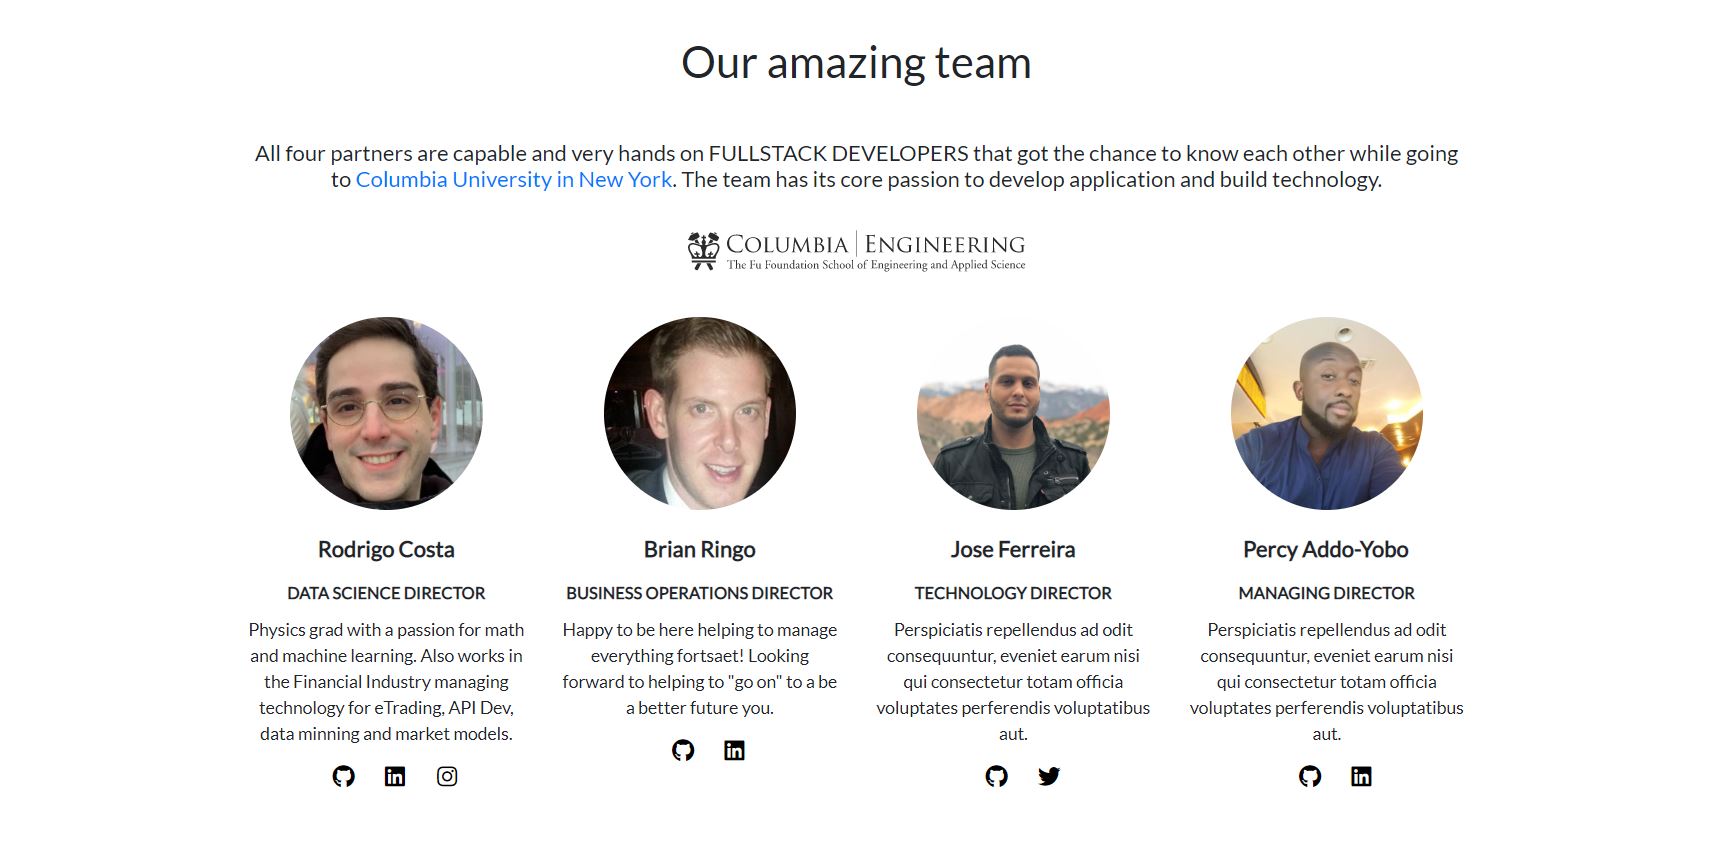 Our amazing team
All four partners are capable and very hands on FULLSTACK DEVELOPERS that got the chance to know each other while going
to Columbia University in New York. The team has its core passion to develop application and build technology.
COLUMBIA | ENGINEERING
The Fu Foundation School of Engineering and Applied Science
Rodrigo Costa
DATA SCIENCE DIRECTOR
Physics grad with a passion for math
and machine learning. Also works in
the Financial Industry managing
technology for eTrading, API Dev,
data minning and market models.
Brian Ringo
BUSINESS OPERATIONS DIRECTOR
Happy to be here helping to manage
everything fortsaet! Looking
forward to helping to "go on" to a be
a better future you.
Jose Ferreira
TECHNOLOGY DIRECTOR
Perspiciatis repellendus ad odit
consequuntur, eveniet earum nisi
qui consectetur totam officia
voluptates perferendis voluptatibus
aut.
Percy Addo-Yobo
MANAGING DIRECTOR
Perspiciatis repellendus ad odit
consequuntur, eveniet earum nisi
qui consectetur totam officia
voluptates perferendis voluptatibus
aut.